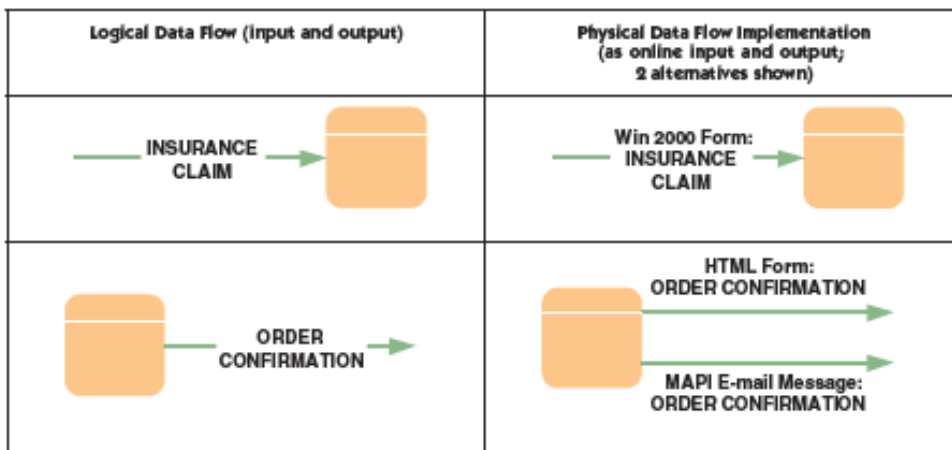 Logical Data Flow (input and output)
Physical Data Flow Implementation
(as online input and output;
2 alternatives shown)
INSURANCE
CLAIM
Win 2000 Form:
INSURANCE
CLAIM
ORDER
CONFIRMATION
HTML Form:
ORDER CONFIRMATION
MAPI E-mail Message:
ORDER CONFIRMATION